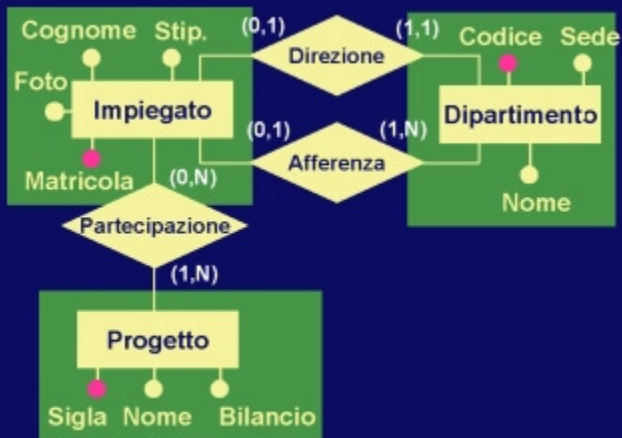 Cognome Stip. (0,1) (1,1) Codice Sede
Direzione
Foto
Impiegato Dipartimento
(0,1) (1,N)
Afferenza
Matricola (0,N)
Nome
Partecipazione
(1,N)
Progetto
Sigla Nome Bilancio